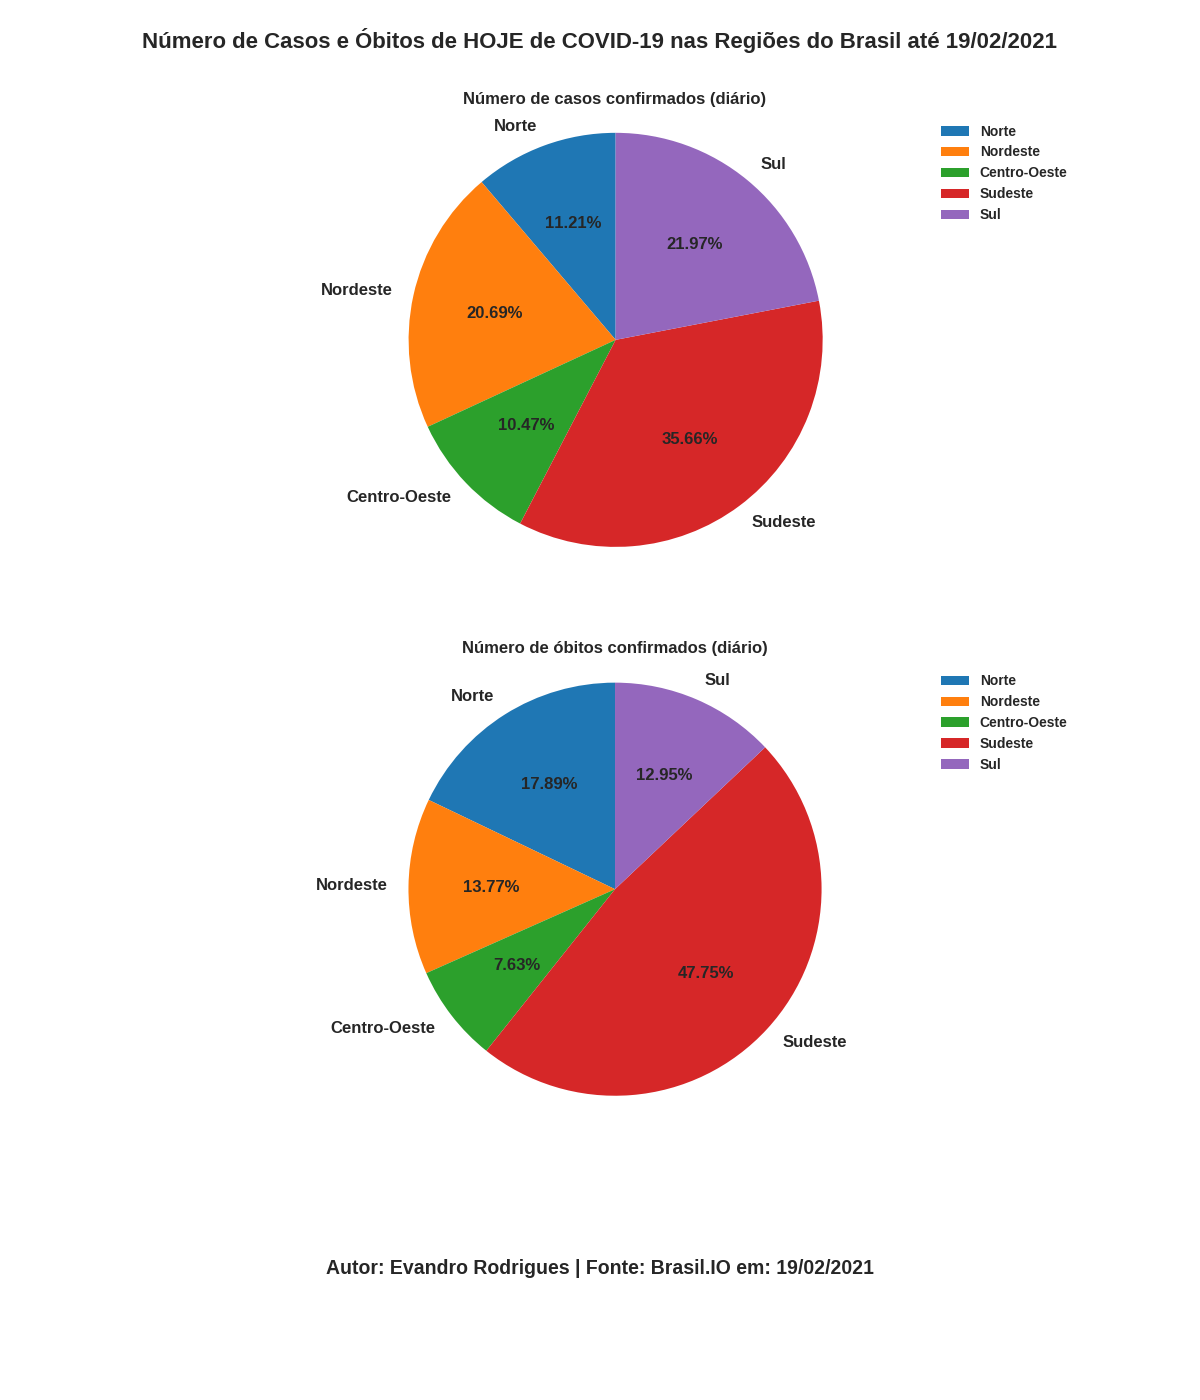 Número de Casos e Óbitos de HOJE de COVID-19 nas Regiões do Brasil até 19/02/2021
Número de casos confirmados (diário)
Norte
Sul
Nordeste
Centro-Oeste
Sudeste
11.21%
21.97%
20.69%
10.47%
35.66%
Norte
Nordeste
Centro-Oeste
Sudeste
Sul
Número de óbitos confirmados (diário)
Norte
Sul
Nordeste
Centro-Oeste
Sudeste
17.89%
12.95%
13.77%
7.63%
47.75%
Norte
Nordeste
Centro-Oeste
Sudeste
Sul
Autor: Evandro Rodrigues | Fonte: Brasil.IO em: 19/02/2021